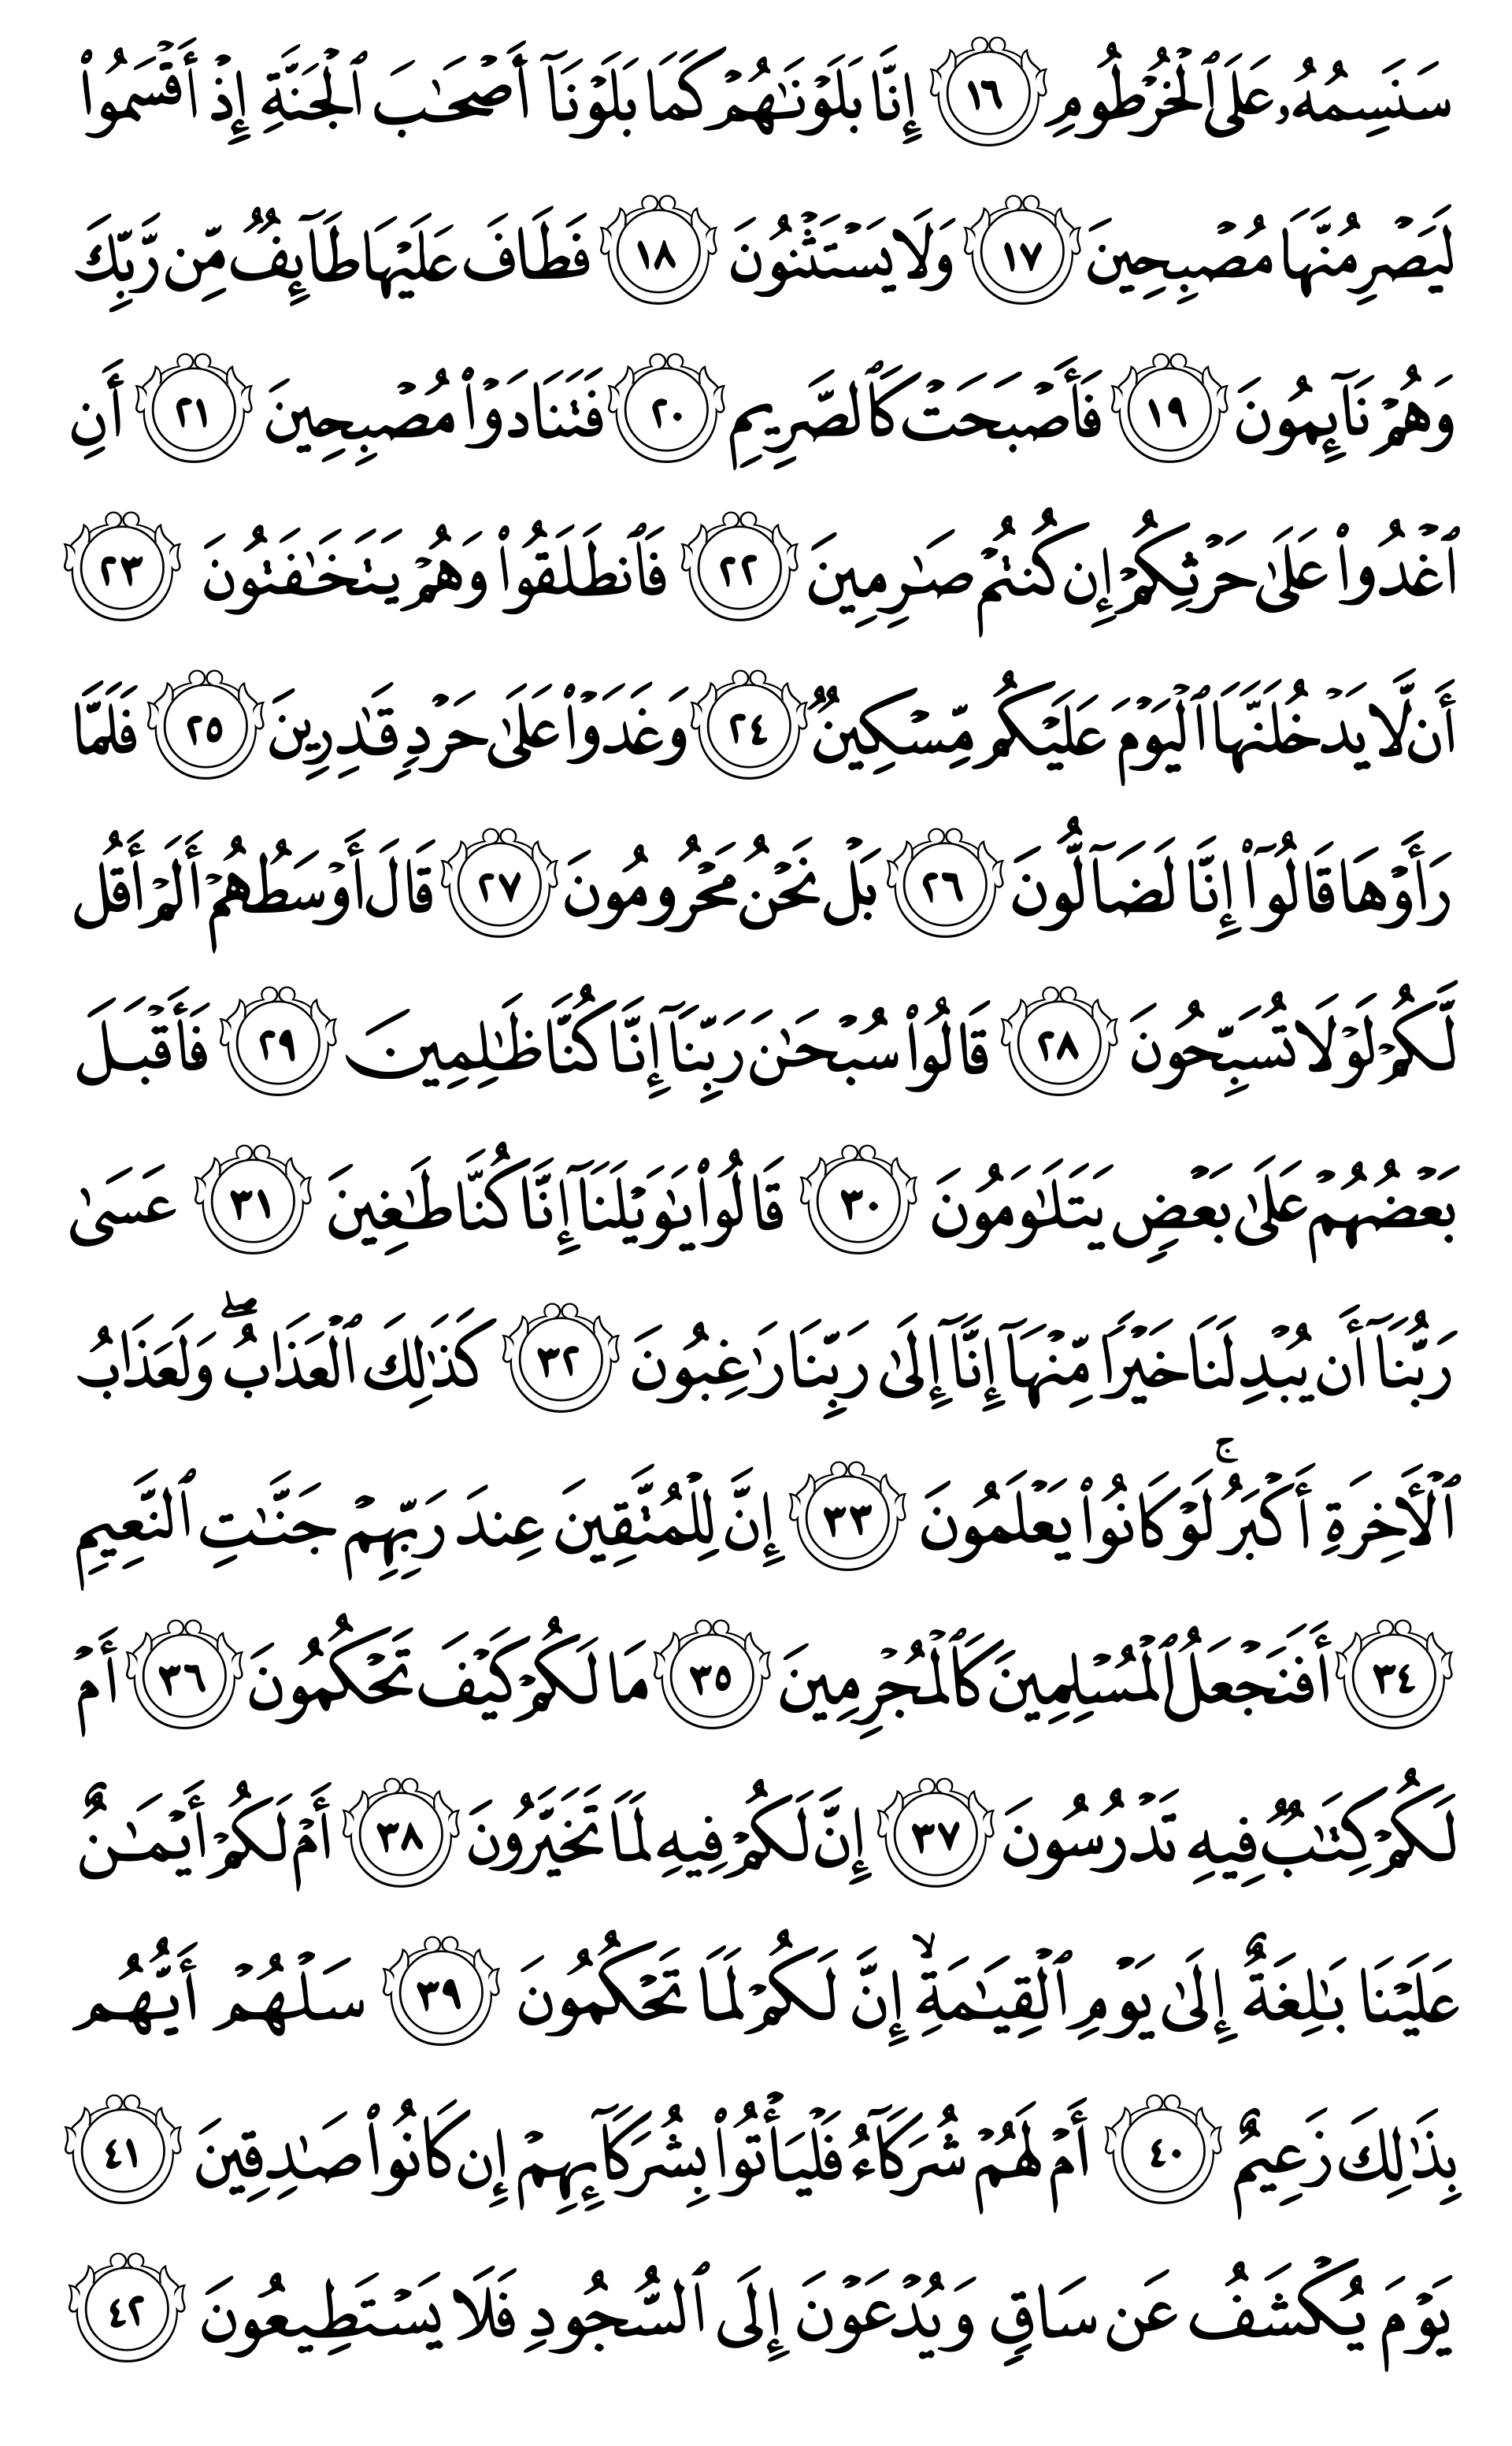 سَنَسِمُهُۥ عَلَى ٱلْخُرْطُومِ ١٦ إِنَّا بَلَوْنَٰهُمْ كَمَا بَلَوْنَآ أَصْحَٰبَ ٱلْجَنَّةِ إِذْ أَقْسَمُوا۟
لَيَصْرِمُنَّهَا مُصْبِحِينَ ١٧ وَلَا يَسْتَثْنُونَ ١٨ فَطَافَ عَلَيْهَا طَآئِفٌ مِّن رَّبِّكَ
وَهُمْ نَآئِمُونَ ١٩ فَأَصْبَحَتْ كَٱلصَّرِيمِ ٢٠ فَتَنَادَوْا۟ مُصْبِحِينَ ٢١ أَنِ
ٱغْدُوا۟ عَلَىٰ حَرْثِكُمْ إِن كُنتُمْ صَٰرِمِينَ ٢٢ فَٱنطَلَقُوا۟ وَهُمْ يَتَخَٰفَتُونَ ٢٣
أَن لَّا يَدْخُلَنَّهَا ٱلْيَوْمَ عَلَيْكُم مِّسْكِينٌ ٢٤ وَغَدَوْا۟ عَلَىٰ حَرْدٍ قَٰدِرِينَ ٢٥ فَلَمَّا
رَأَوْهَا قَالُوٓا۟ إِنَّا لَضَآلُّونَ ٢٦ بَلْ نَحْنُ مَحْرُومُونَ ٢٧ قَالَ أَوْسَطُهُمْ أَلَمْ أَقُل
لَّكُمْ لَوْلَا تُسَبِّحُونَ ٢٨ قَالُوا۟ سُبْحَٰنَ رَبِّنَآ إِنَّا كُنَّا ظَٰلِمِينَ ٢٩ فَأَقْبَلَ
بَعْضُهُمْ عَلَىٰ بَعْضٍ يَتَلَٰوَمُونَ ٣٠ قَالُوا۟ يَٰوَيْلَنَآ إِنَّا كُنَّا طَٰغِينَ ٣١ عَسَىٰ
رَبُّنَآ أَن يُبْدِلَنَا خَيْرًا مِّنْهَآ إِنَّآ إِلَىٰ رَبِّنَا رَٰغِبُونَ ٣٢ كَذَٰلِكَ ٱلْعَذَابُ ۖ وَلَعَذَابُ
ٱلْـَٔاخِرَةِ أَكْبَرُ ۚ لَوْ كَانُوا۟ يَعْلَمُونَ ٣٣ إِنَّ لِلْمُتَّقِينَ عِندَ رَبِّهِمْ جَنَّٰتِ ٱلنَّعِيمِ
٣٤ أَفَنَجْعَلُ ٱلْمُسْلِمِينَ كَٱلْمُجْرِمِينَ ٣٥ مَا لَكُمْ كَيْفَ تَحْكُمُونَ ٣٦ أَمْ
لَكُمْ كِتَٰبٌ فِيهِ تَدْرُسُونَ ٣٧ إِنَّ لَكُمْ فِيهِ لَمَا تَخَيَّرُونَ ٣٨ أَمْ لَكُمْ أَيْمَٰنٌ
عَلَيْنَا بَٰلِغَةٌ إِلَىٰ يَوْمِ ٱلْقِيَٰمَةِ ۙ إِنَّ لَكُمْ لَمَا تَحْكُمُونَ ٣٩ سَلْهُمْ أَيُّهُم
بِذَٰلِكَ زَعِيمٌ ٤٠ أَمْ لَهُمْ شُرَكَآءُ فَلْيَأْتُوا۟ بِشُرَكَآئِهِمْ إِن كَانُوا۟ صَٰدِقِينَ ٤١
يَوْمَ يُكْشَفُ عَن سَاقٍ وَيُدْعَوْنَ إِلَى ٱلسُّجُودِ فَلَا يَسْتَطِيعُونَ ٤٢